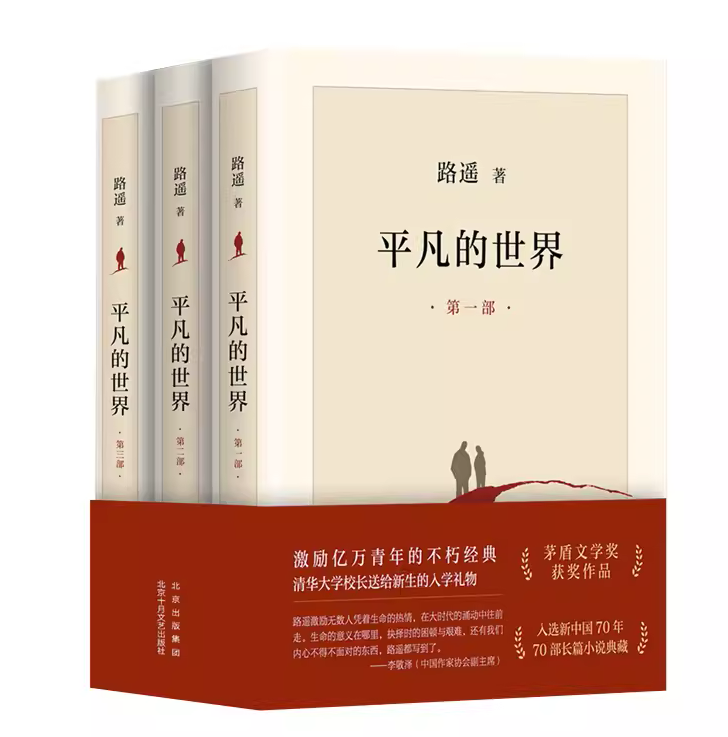 路遥 著
平凡的世界
·第一部·
路遥 著
平凡的世界
·第一部·
路遥 著
平凡的世界
·第二部·
路遥 著
平凡的世界
·第三部·
激励亿万青年的不朽经典
清华大学校长送给新生的入学礼物
路遥激励无数人凭着生命的热情，在大时代的涌动中往前
走。生命的意义在哪里，抉择时的困顿与艰难，还有我们
内心不得不面对的东西，路遥都写到了。
——李敬泽（中国作家协会副主席）
茅盾文学奖
获奖作品
入选新中国70年
70部长篇小说典藏
北京出版集团
北京十月文艺出版社